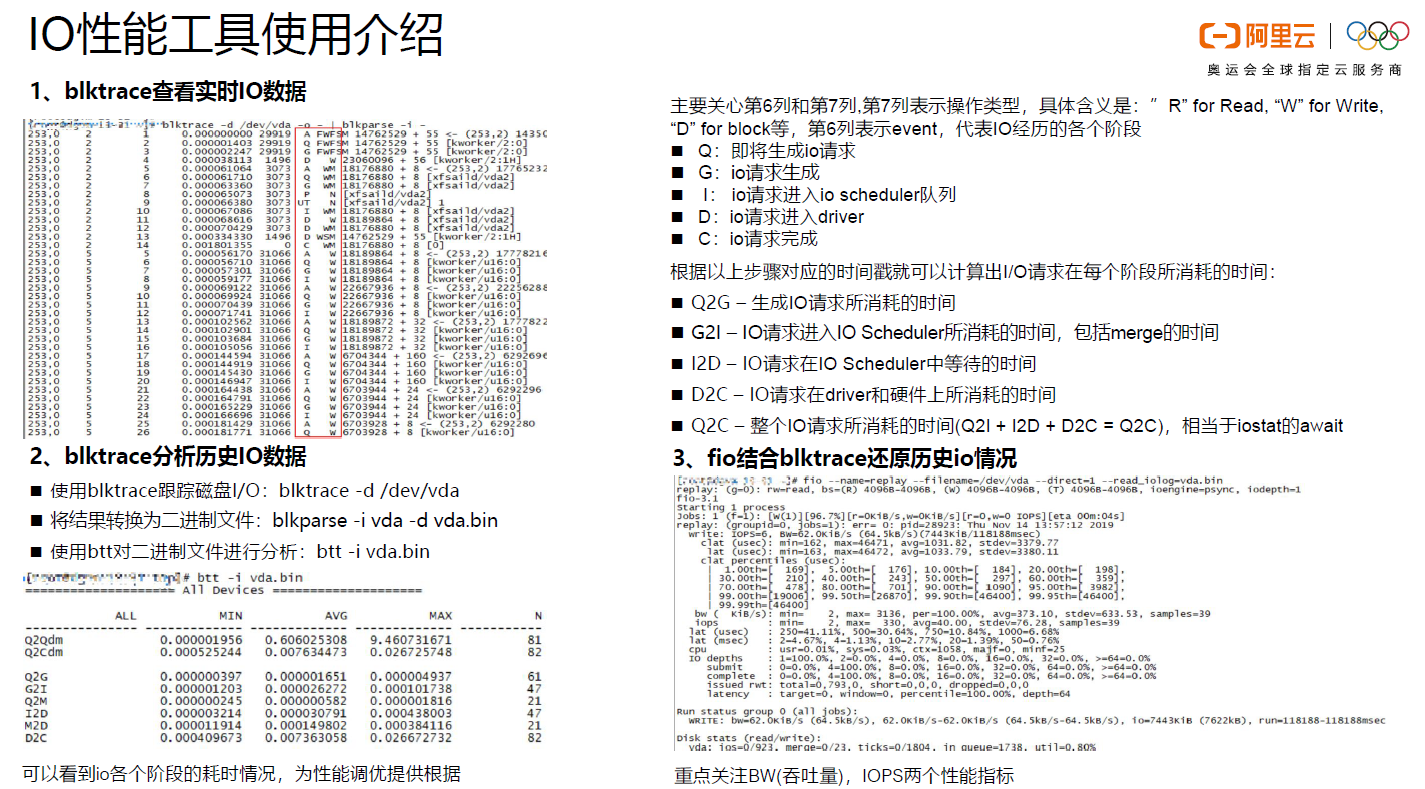 IO性能工具使用介绍
阿里云
奥运会全球指定云服务商
1、blktrace查看实时IO数据
blktrace -d /dev/vda -o - | blkparse -i -
253,0 2 1 0.000000000 29919 A FWFSM 14762529 + 55 <- (253,2) 14350
253,0 2 2 0.000001403 29919 Q FWFSM 14762529 + 55 [kworker/2:0]
253,0 2 3 0.000002247 29919 G FWFSM 14762529 + 55 [kworker/2:0]
253,0 2 4 0.000038113 1496 D W 23060096 + 56 [kworker/2:1H]
253,0 2 5 0.000061064 3073 A WM 18176880 + 8 <- (253,2) 17765232
253,0 2 6 0.000061710 3073 Q WM 18176880 + 8 [xfsaild/vda2]
253,0 2 7 0.000063360 3073 G WM 18176880 + 8 [xfsaild/vda2]
253,0 2 8 0.000065073 3073 P N [xfsaild/vda2]
253,0 2 9 0.000066380 3073 UT N [xfsaild/vda2] 1
253,0 2 10 0.000067086 3073 I WM 18176880 + 8 [xfsaild/vda2]
253,0 2 11 0.000068616 3073 D W 18189864 + 8 [xfsaild/vda2]
253,0 2 12 0.000070429 3073 D WM 18176880 + 8 [xfsaild/vda2]
253,0 2 13 0.000334330 1496 D WSM 14762529 + 55 [kworker/2:1H]
253,0 2 14 0.001801355 0 C WM 18176880 + 8 [0]
253,0 5 5 0.000056170 31066 A W 18189864 + 8 <- (253,2) 17778216
253,0 5 6 0.000056710 31066 Q W 18189864 + 8 [kworker/u16:0]
253,0 5 7 0.000057301 31066 G W 18189864 + 8 [kworker/u16:0]
253,0 5 8 0.000059177 31066 I W 18189864 + 8 [kworker/u16:0]
253,0 5 9 0.000069122 31066 A W 22667936 + 8 <- (253,2) 22256288
253,0 5 10 0.000069924 31066 Q W 22667936 + 8 [kworker/u16:0]
253,0 5 11 0.000070439 31066 G W 22667936 + 8 [kworker/u16:0]
253,0 5 12 0.000071741 31066 I W 22667936 + 8 [kworker/u16:0]
253,0 5 13 0.000102562 31066 A W 18189872 + 32 <- (253,2) 1777822
253,0 5 14 0.000102901 31066 Q W 18189872 + 32 [kworker/u16:0]
253,0 5 15 0.000103684 31066 G W 18189872 + 32 [kworker/u16:0]
253,0 5 16 0.000105056 31066 I W 18189872 + 32 [kworker/u16:0]
253,0 5 17 0.000144594 31066 A W 6704344 + 160 <- (253,2) 6292696
253,0 5 18 0.000144919 31066 Q W 6704344 + 160 [kworker/u16:0]
253,0 5 19 0.000145430 31066 G W 6704344 + 160 [kworker/u16:0]
253,0 5 20 0.000146947 31066 I W 6704344 + 160 [kworker/u16:0]
253,0 5 21 0.000164438 31066 A W 6703944 + 24 <- (253,2) 6292296
253,0 5 22 0.000164791 31066 Q W 6703944 + 24 [kworker/u16:0]
253,0 5 23 0.000165229 31066 G W 6703944 + 24 [kworker/u16:0]
253,0 5 24 0.000166696 31066 I W 6703944 + 24 [kworker/u16:0]
253,0 5 25 0.000181429 31066 A W 6703928 + 8 <- (253,2) 6292280
253,0 5 26 0.000181771 31066 Q W 6703928 + 8 [kworker/u16:0]
2、blktrace分析历史IO数据
■ 使用blktrace跟踪磁盘I/O：blktrace -d /dev/vda
■ 将结果转换为二进制文件：blkparse -i vda -d vda.bin
■ 使用btt对二进制文件进行分析：btt -i vda.bin
# btt -i vda.bin
==================== All Devices ====================
ALL MIN AVG MAX N
--------------- ------------- ------------- ------------- -----------
Q2Qdm 0.000001956 0.606025308 9.460731671 81
Q2Cdm 0.000525244 0.007634473 0.026725748 82
Q2G 0.000000397 0.000001651 0.000004937 61
G2I 0.000001203 0.000026272 0.000101738 47
Q2M 0.000000245 0.000000582 0.000001816 21
I2D 0.000003214 0.000030791 0.000438003 47
M2D 0.000011914 0.000149802 0.000384116 21
D2C 0.000409673 0.007363058 0.026672732 82
可以看到io各个阶段的耗时情况，为性能调优提供根据
主要关心第6列和第7列,第7列表示操作类型，具体含义是：” R” for Read, “W” for Write,
“D” for block等，第6列表示event，代表IO经历的各个阶段
■ Q：即将生成io请求
■ G：io请求生成
■ I： io请求进入io scheduler队列
■ D：io请求进入driver
■ C：io请求完成
根据以上步骤对应的时间戳就可以计算出I/O请求在每个阶段所消耗的时间：
■ Q2G – 生成IO请求所消耗的时间
■ G2I – IO请求进入IO Scheduler所消耗的时间，包括merge的时间
■ I2D – IO请求在IO Scheduler中等待的时间
■ D2C – IO请求在driver和硬件上所消耗的时间
■ Q2C – 整个IO请求所消耗的时间(Q2I + I2D + D2C = Q2C)，相当于iostat的await
3、fio结合blktrace还原历史io情况
# fio --name=replay --filename=/dev/vda --direct=1 --read_iolog=vda.bin
replay: (g=0): rw=read, bs=(R) 4096B-4096B, (W) 4096B-4096B, (T) 4096B-4096B, ioengine=psync, iodepth=1
fio-3.1
Starting 1 process
Jobs: 1 (f=1): [W(1)][96.7%][r=0KiB/s,w=0KiB/s][r=0,w=0 IOPS][eta 00m:04s]
replay: (groupid=0, jobs=1): err= 0: pid=28923: Thu Nov 14 13:57:12 2019
write: IOPS=6, BW=62.0KiB/s (64.5kB/s)(7443KiB/118188msec)
clat (usec): min=162, max=46471, avg=1031.82, stdev=3379.77
lat (usec): min=163, max=46472, avg=1033.79, stdev=3380.11
clat percentiles (usec):
| 1.00th=[ 169], 5.00th=[ 176], 10.00th=[ 184], 20.00th=[ 198],
| 30.00th=[ 210], 40.00th=[ 243], 50.00th=[ 297], 60.00th=[ 359],
| 70.00th=[ 478], 80.00th=[ 701], 90.00th=[ 1090], 95.00th=[ 3982],
| 99.00th=[19006], 99.50th=[26870], 99.90th=[46400], 99.95th=[46400],
| 99.99th=[46400]
bw ( KiB/s): min= 2, max= 3136, per=100.00%, avg=373.10, stdev=633.53, samples=39
iops : min= 2, max= 330, avg=40.00, stdev=76.28, samples=39
lat (usec) : 250=41.11%, 500=30.64%, 750=10.84%, 1000=6.68%
lat (msec) : 2=4.67%, 4=1.13%, 10=2.77%, 20=1.39%, 50=0.76%
cpu : usr=0.01%, sys=0.03%, ctx=1058, majf=0, minf=25
IO depths : 1=100.0%, 2=0.0%, 4=0.0%, 8=0.0%, 16=0.0%, 32=0.0%, >=64=0.0%
submit : 0=0.0%, 4=100.0%, 8=0.0%, 16=0.0%, 32=0.0%, 64=0.0%, >=64=0.0%
complete : 0=0.0%, 4=100.0%, 8=0.0%, 16=0.0%, 32=0.0%, 64=0.0%, >=64=0.0%
issued rwt: total=0,793,0, short=0,0,0, dropped=0,0,0
latency : target=0, window=0, percentile=100.00%, depth=64
Run status group 0 (all jobs):
WRITE: bw=62.0KiB/s (64.5kB/s), 62.0KiB/s-62.0KiB/s (64.5kB/s-64.5kB/s), io=7443KiB (7622kB), run=118188-118188msec
Disk stats (read/write):
vda: ios=0/923, merge=0/23, ticks=0/1804, in_queue=1738, util=0.80%
重点关注BW(吞吐量)，IOPS两个性能指标